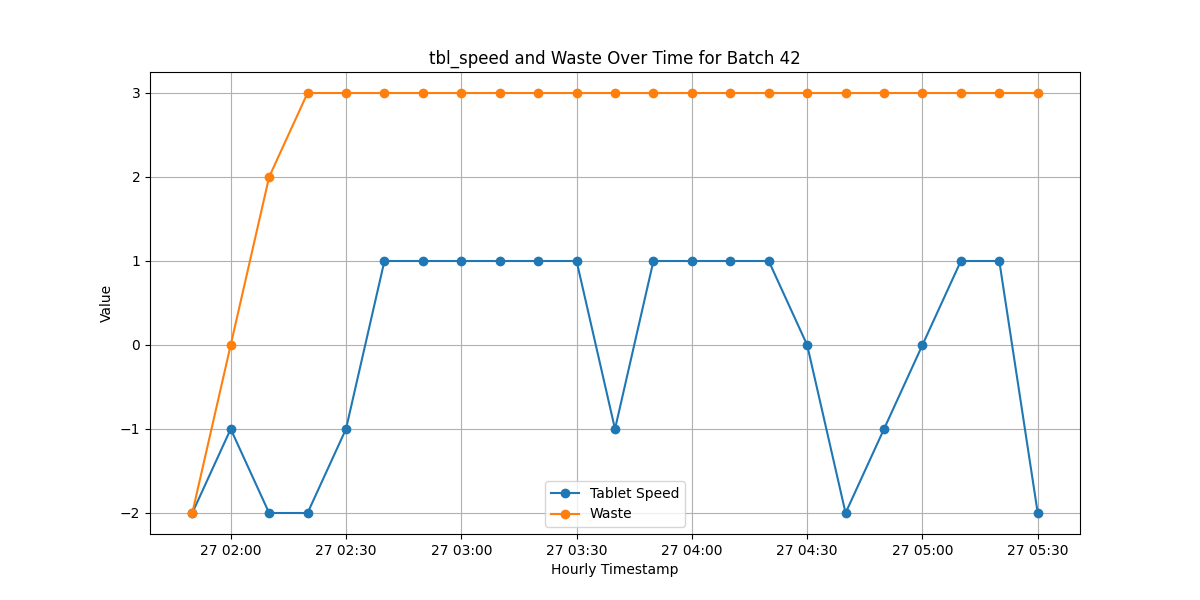 tbl_speed and Waste Over Time for Batch 42
3
2
1
0
−1
−2
Value
Tablet Speed
Waste
27 02:00 27 02:30 27 03:00 27 03:30 27 04:00 27 04:30 27 05:00 27 05:30
Hourly Timestamp